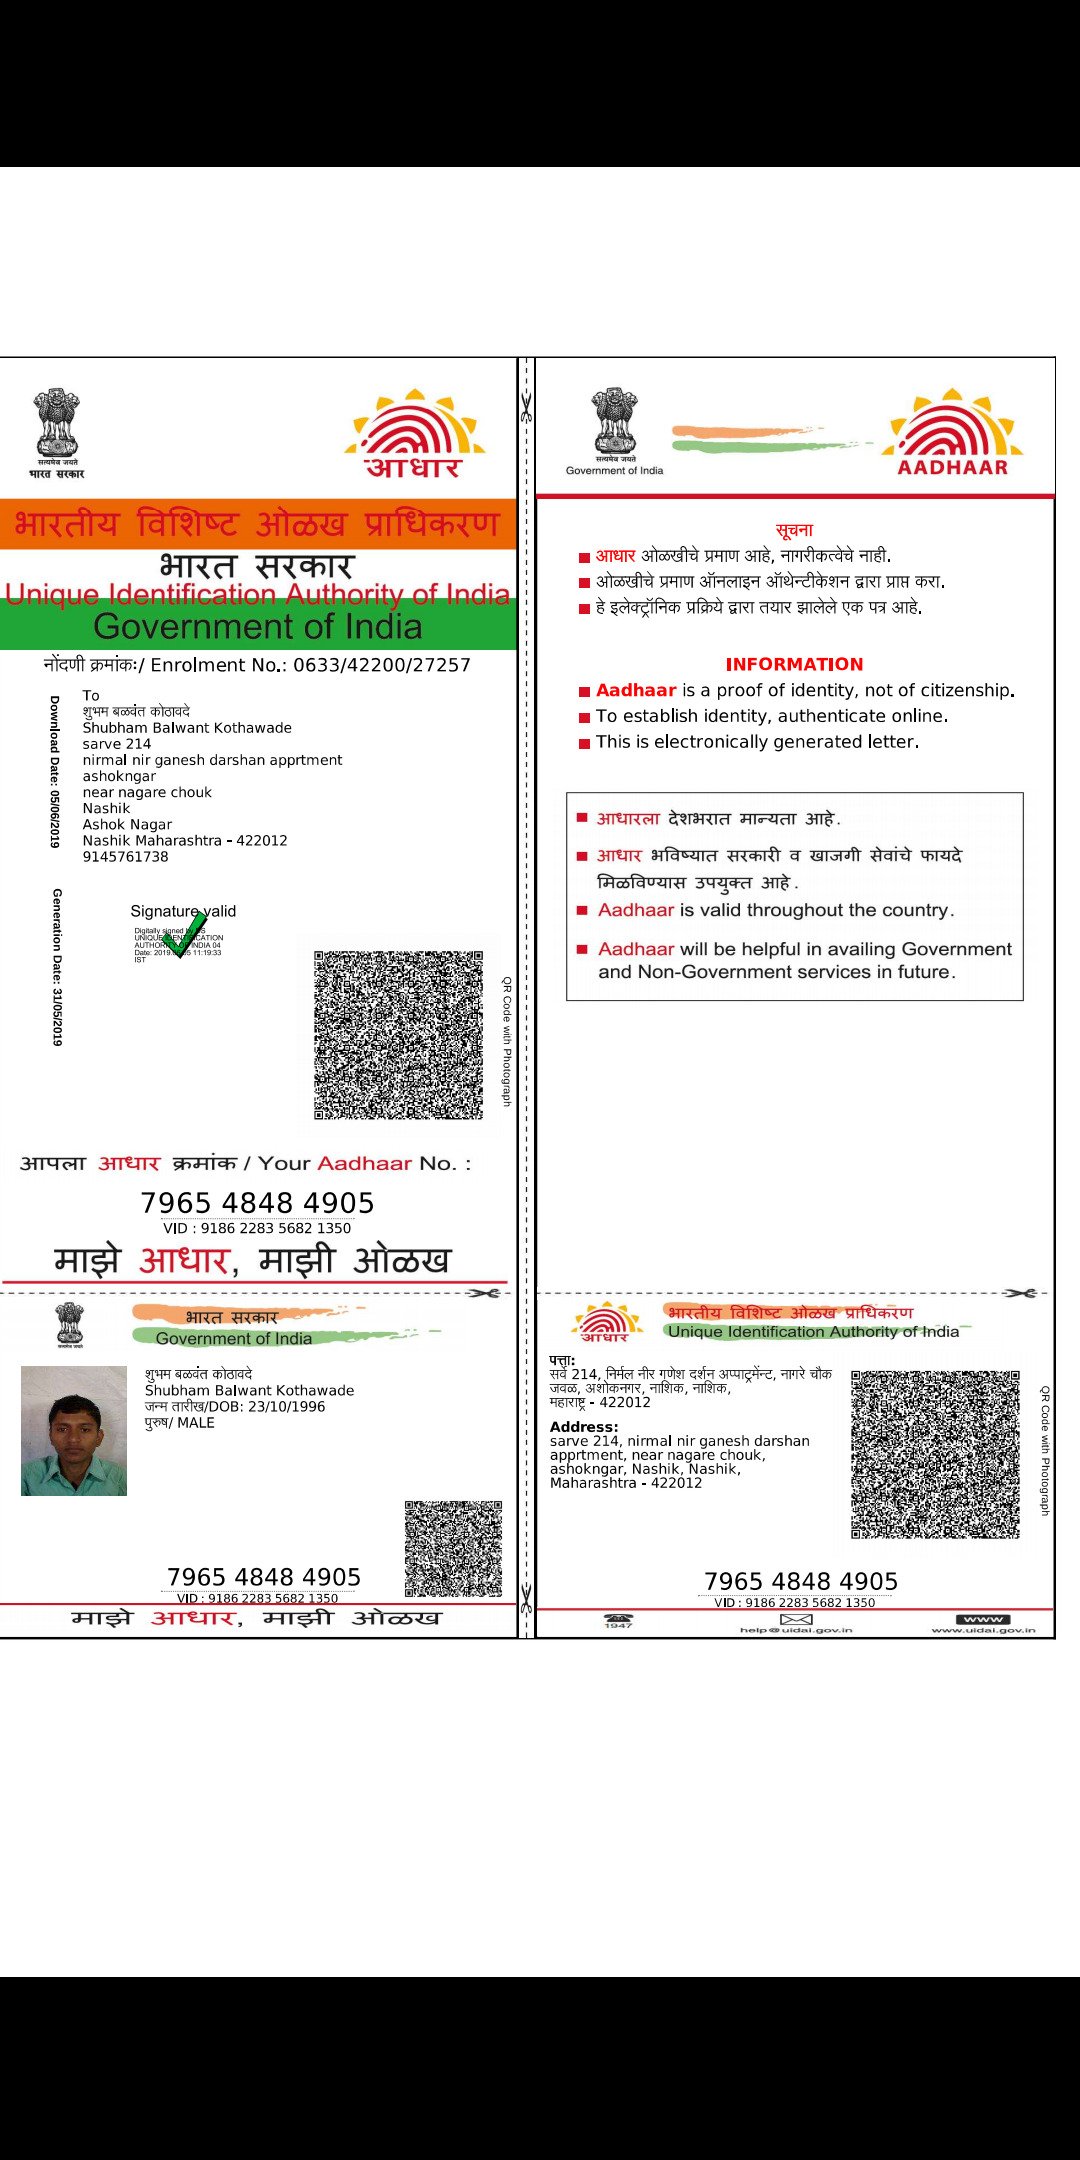 सत्यमेव जयते
भारत सरकार
आधार
भारतीय विशिष्ट ओळख प्राधिकरण
भारत सरकार
Unique Identification Authority of India
Government of India
नोंदणी क्रमांक:/ Enrolment No.: 0633/42200/27257
Download Date: 05/06/2019
To
शुभम बळवंत कोठावदे
Shubham Balwant Kothawade
sarve 214
nirmal nir ganesh darshan apprtment
ashokngar
near nagare chouk
Nashik
Ashok Nagar
Nashik Maharashtra - 422012
9145761738
Generation Date: 31/05/2019
Signature valid
Digitally signed by DS
UNIQUE IDENTIFICATION
AUTHORITY OF INDIA 04
Date: 2019.06.05 11:19:33
IST
QR Code with Photograph
आपला आधार क्रमांक / Your Aadhaar No. :
7965 4848 4905
VID : 9186 2283 5682 1350
माझे आधार, माझी ओळख
सत्यमेव जयते
भारत सरकार
Government of India
शुभम बळवंत कोठावदे
Shubham Balwant Kothawade
जन्म तारीख/DOB: 23/10/1996
पुरुष/ MALE
7965 4848 4905
VID : 9186 2283 5682 1350
माझे आधार, माझी ओळख
सत्यमेव जयते
Government of India
AADHAAR
सूचना
आधार ओळखीचे प्रमाण आहे, नागरीकत्वेचे नाही.
ओळखीचे प्रमाण ऑनलाइन ऑथेन्टीकेशन द्वारा प्राप्त करा.
हे इलेक्ट्रॉनिक प्रक्रिये द्वारा तयार झालेले एक पत्र आहे.
INFORMATION
Aadhaar is a proof of identity, not of citizenship.
To establish identity, authenticate online.
This is electronically generated letter.
आधारला देशभरात मान्यता आहे.
आधार भविष्यात सरकारी व खाजगी सेवांचे फायदे
मिळविण्यास उपयुक्त आहे.
Aadhaar is valid throughout the country.
Aadhaar will be helpful in availing Government
and Non-Government services in future.
आधार
भारतीय विशिष्ट ओळख प्राधिकरण
Unique Identification Authority of India
पत्ता:
सर्वे 214, निर्मल नीर गणेश दर्शन अप्पाट्रमेंन्ट, नागरे चौक
जवळ, अशोकनगर, नाशिक, नाशिक,
महाराष्ट्र - 422012
Address:
sarve 214, nirmal nir ganesh darshan
apprtment, near nagare chouk,
ashokngar, Nashik, Nashik,
Maharashtra - 422012
QR Code with Photograph
7965 4848 4905
VID : 9186 2283 5682 1350
1947
help@uidai.gov.in
www
www.uidai.gov.in